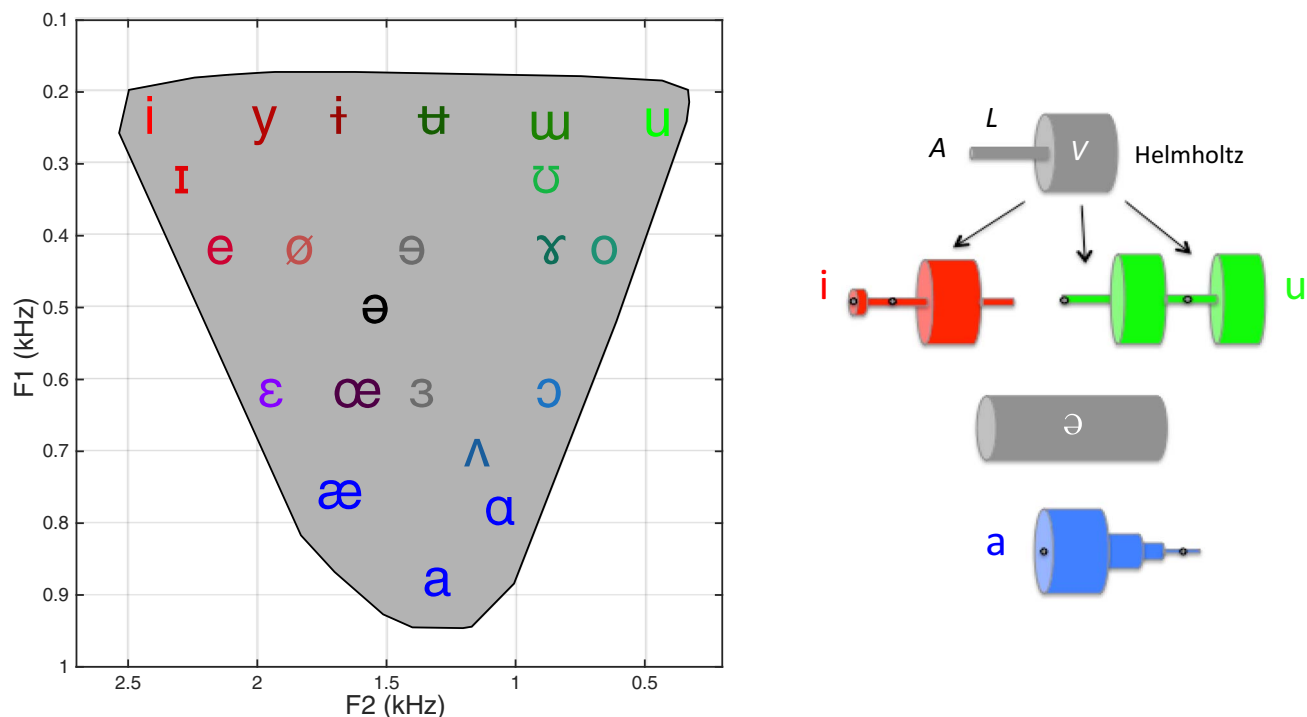 0.1
0.2
0.3
0.4
0.5
0.6
0.7
0.8
0.9
1
F1 (kHz)
i y ɨ ʉ ɯ u
ɪ ʊ
e ø ɘ ɤ o
ə
ɛ œ ɜ ɔ
ʌ
æ ɑ
a
2.5 2 1.5 1 0.5
F2 (kHz)
A L V Helmholtz
i u
ə
a